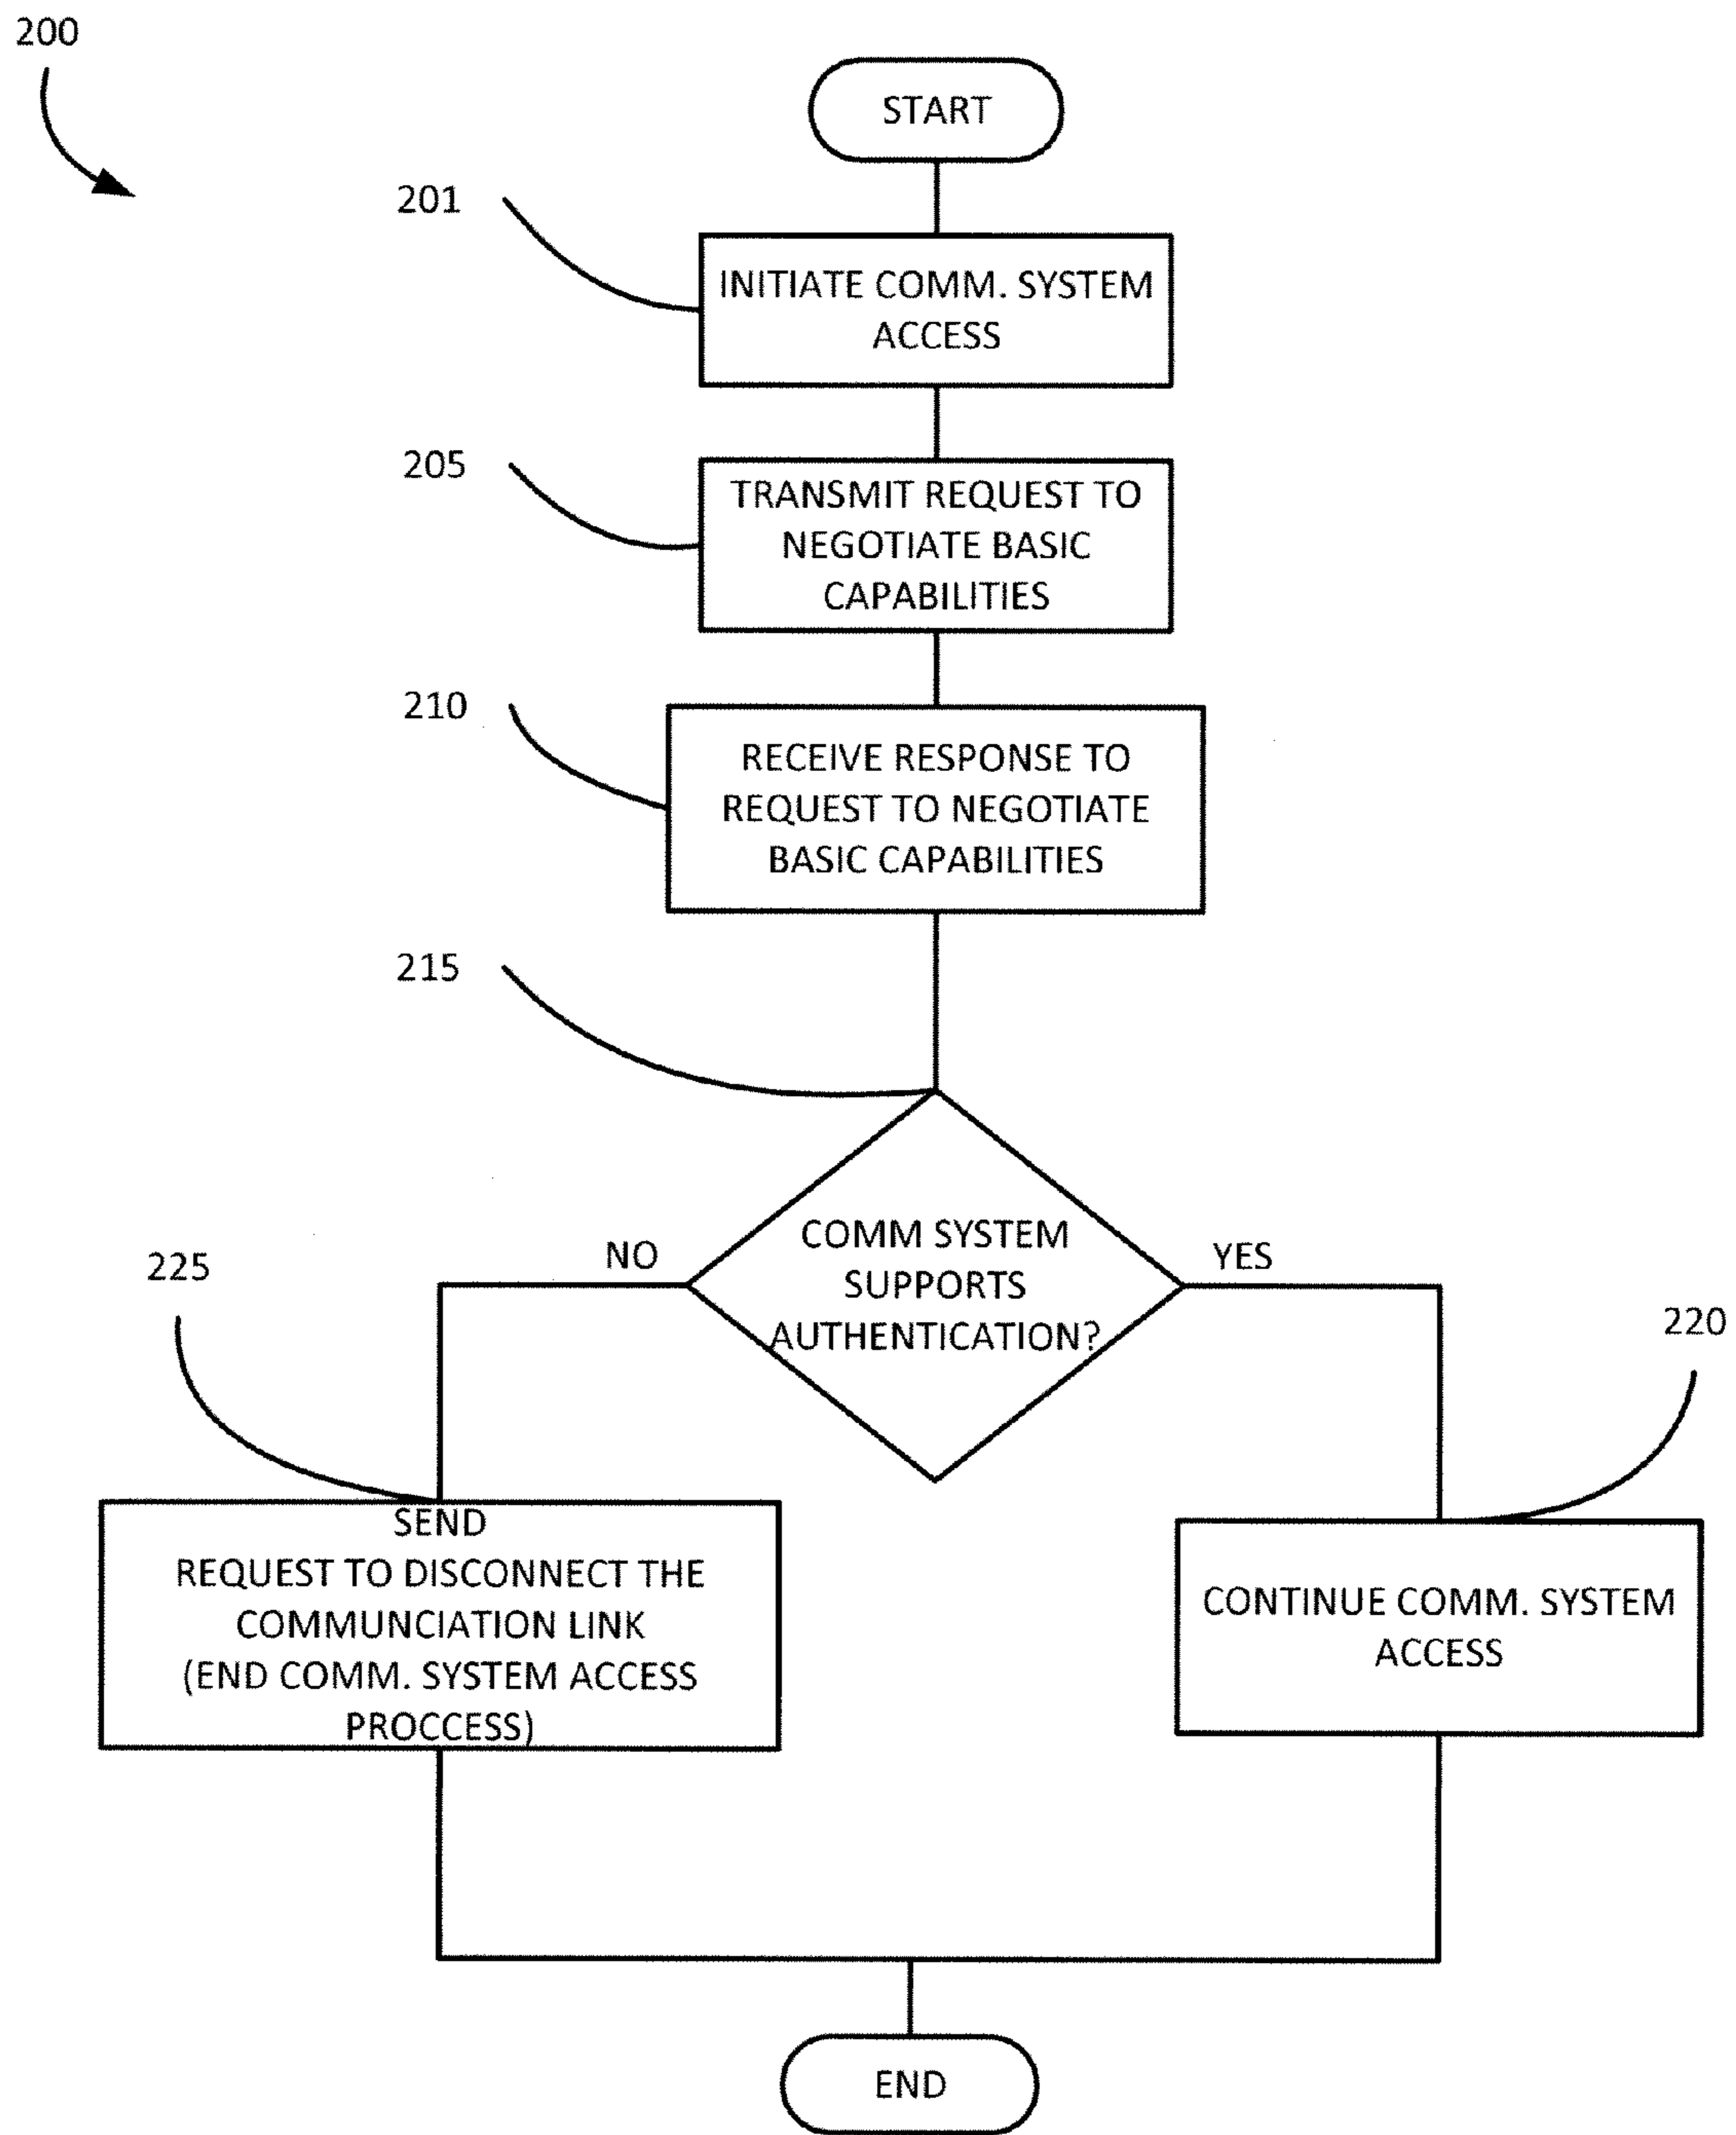 200
START
201
INITIATE COMM. SYSTEM
ACCESS
205
TRANSMIT REQUEST TO
NEGOTIATE BASIC
CAPABILITIES
210
RECEIVE RESPONSE TO
REQUEST TO NEGOTIATE
BASIC CAPABILITIES
215
COMM SYSTEM
SUPPORTS
AUTHENTICATION?
NO
YES
225
220
SEND
REQUEST TO DISCONNECT THE
COMMUNCIATION LINK
(END COMM. SYSTEM ACCESS
PROCCESS)
CONTINUE COMM. SYSTEM
ACCESS
END